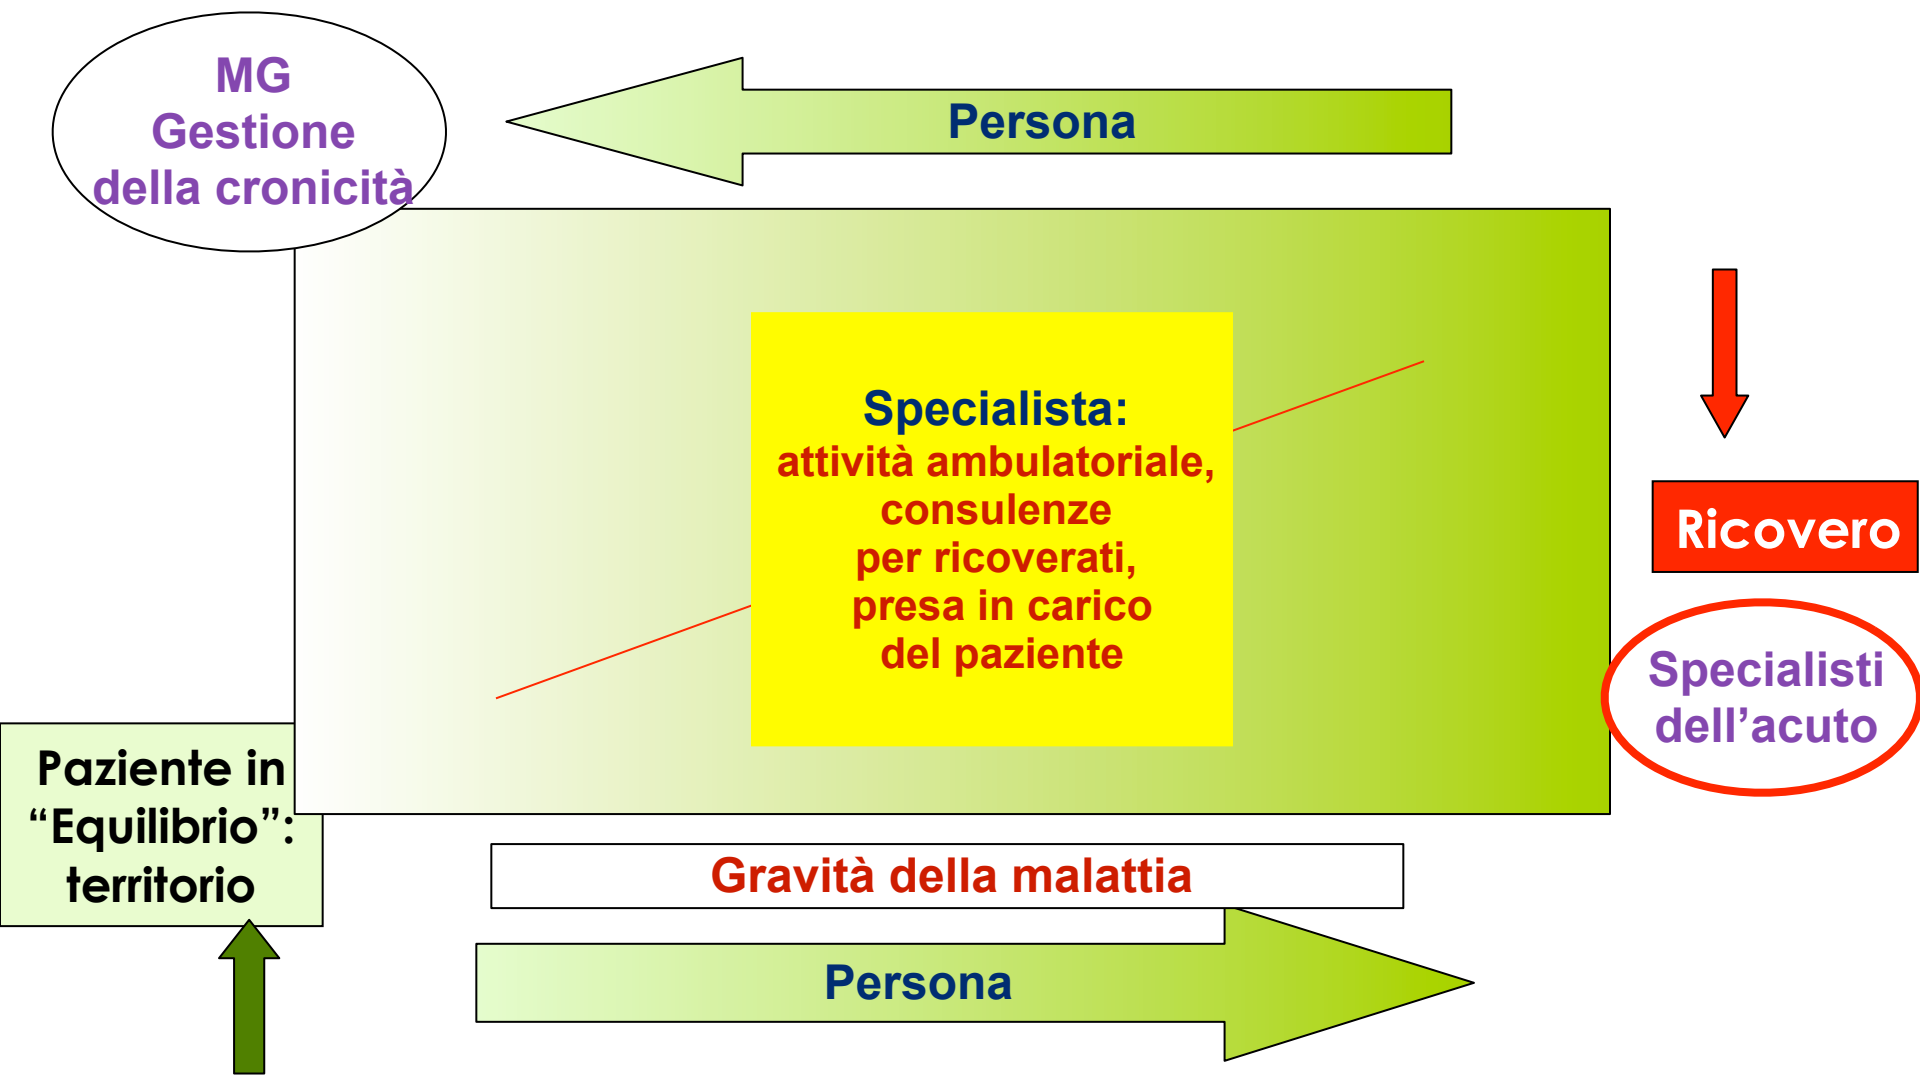 MG
Gestione
della cronicità
Persona
Specialista:
attività ambulatoriale,
consulenze
per ricoverati,
presa in carico
del paziente
Ricovero
Specialisti
dell’acuto
Paziente in
“Equilibrio”:
territorio
Gravità della malattia
Persona